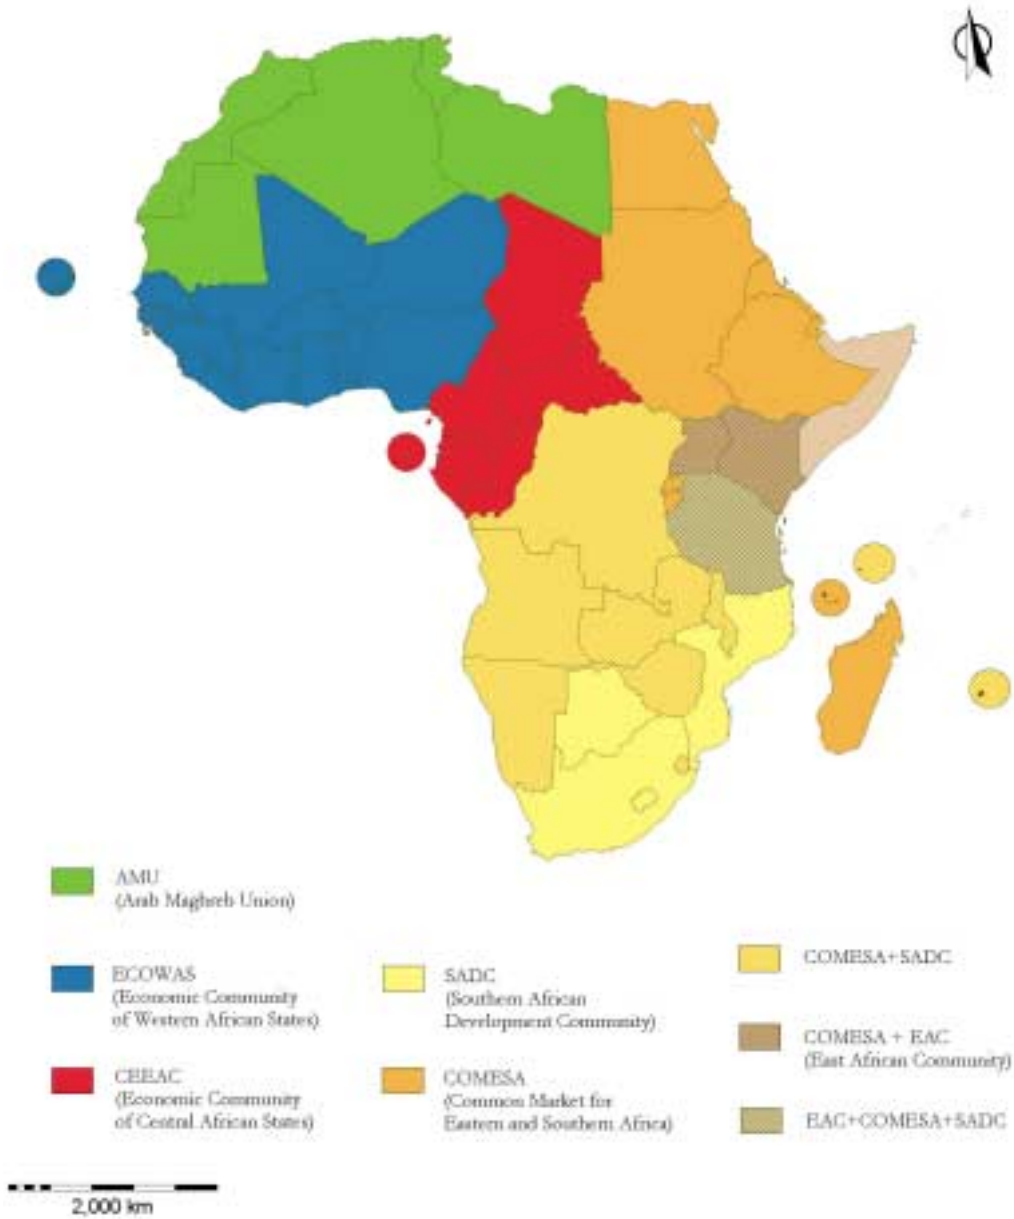 AMU
(Arab Maghreb Union)
ECOWAS
(Economic Community
of Western African States)
CEEAC
(Economic Community
of Central African States)
SADC
(Southern African
Development Community)
COMESA
(Common Market for
Eastern and Southern Africa)
COMESA+SADC
COMESA + EAC
(East African Community)
EAC+COMESA+SADC
2,000 km